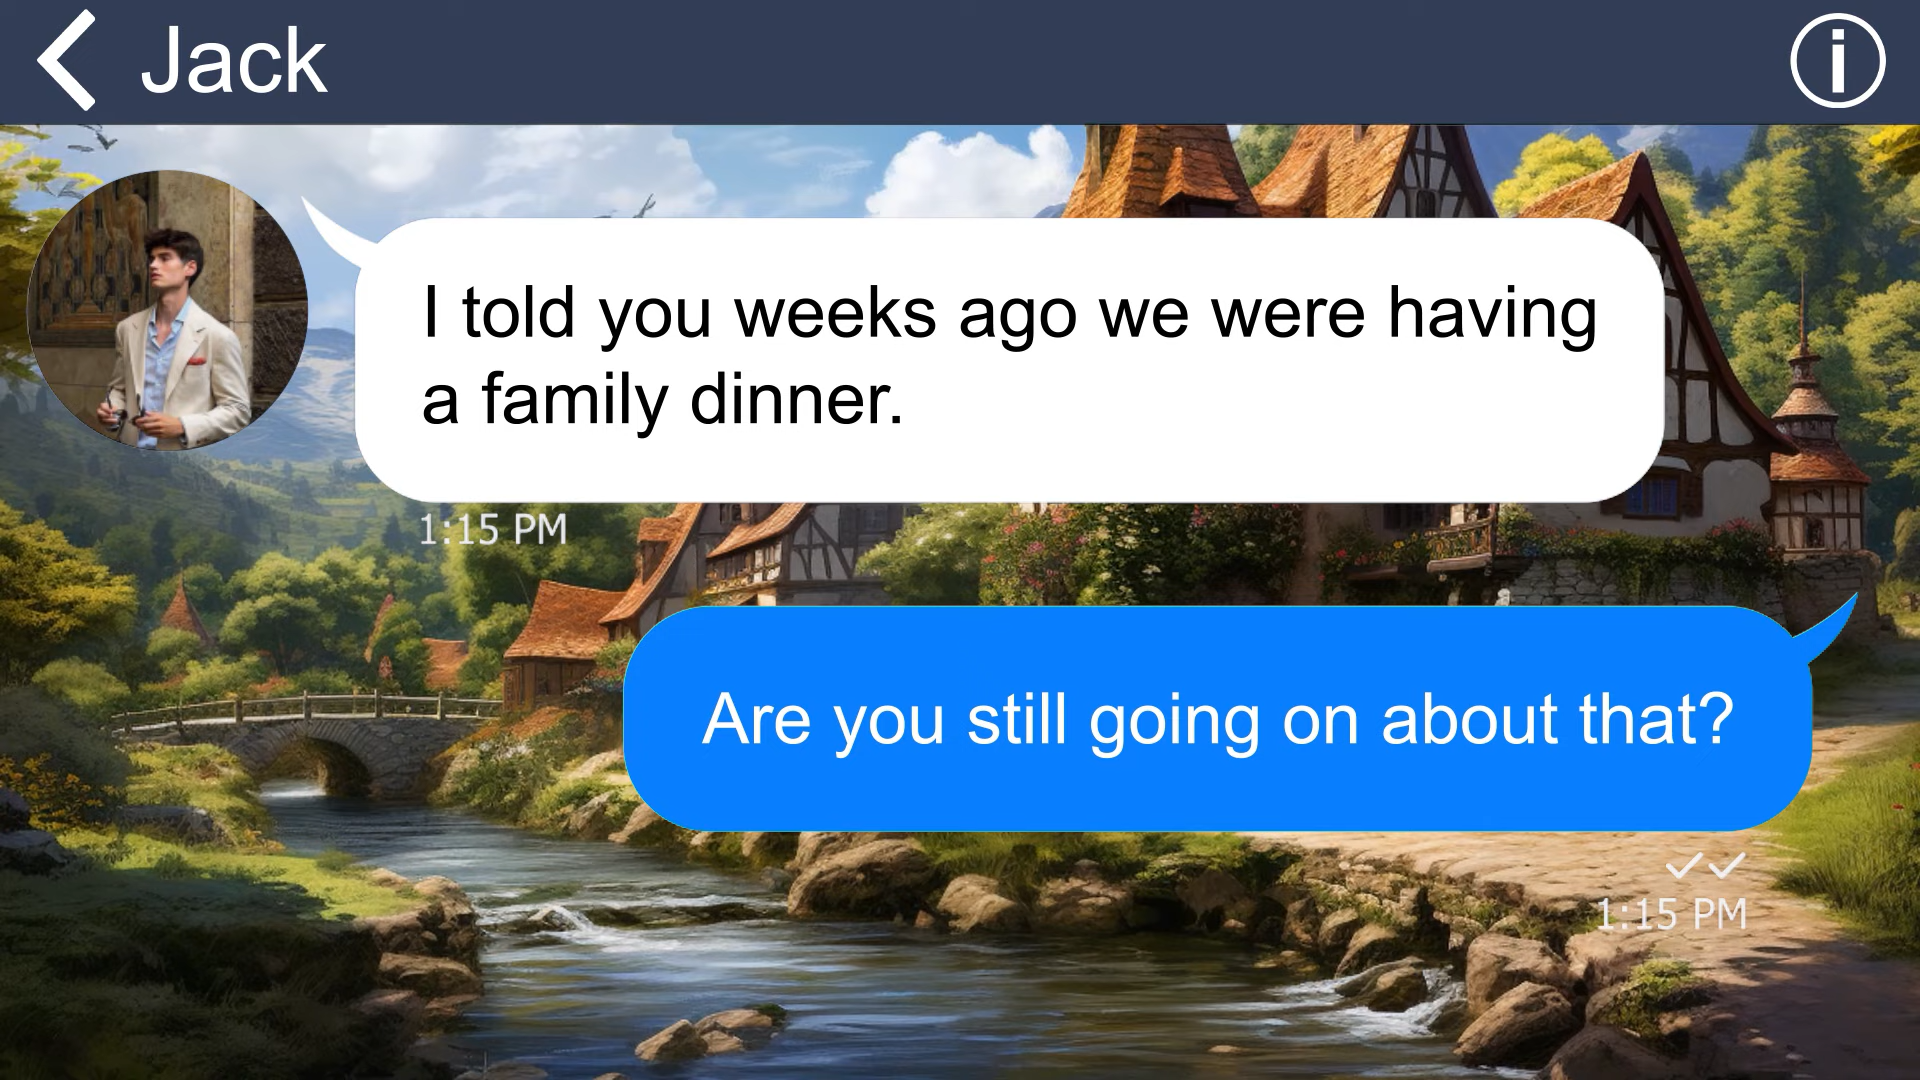 Jack
I told you weeks ago we were having
a family dinner.
1:15 PM
Are you still going on about that?
1:15 PM